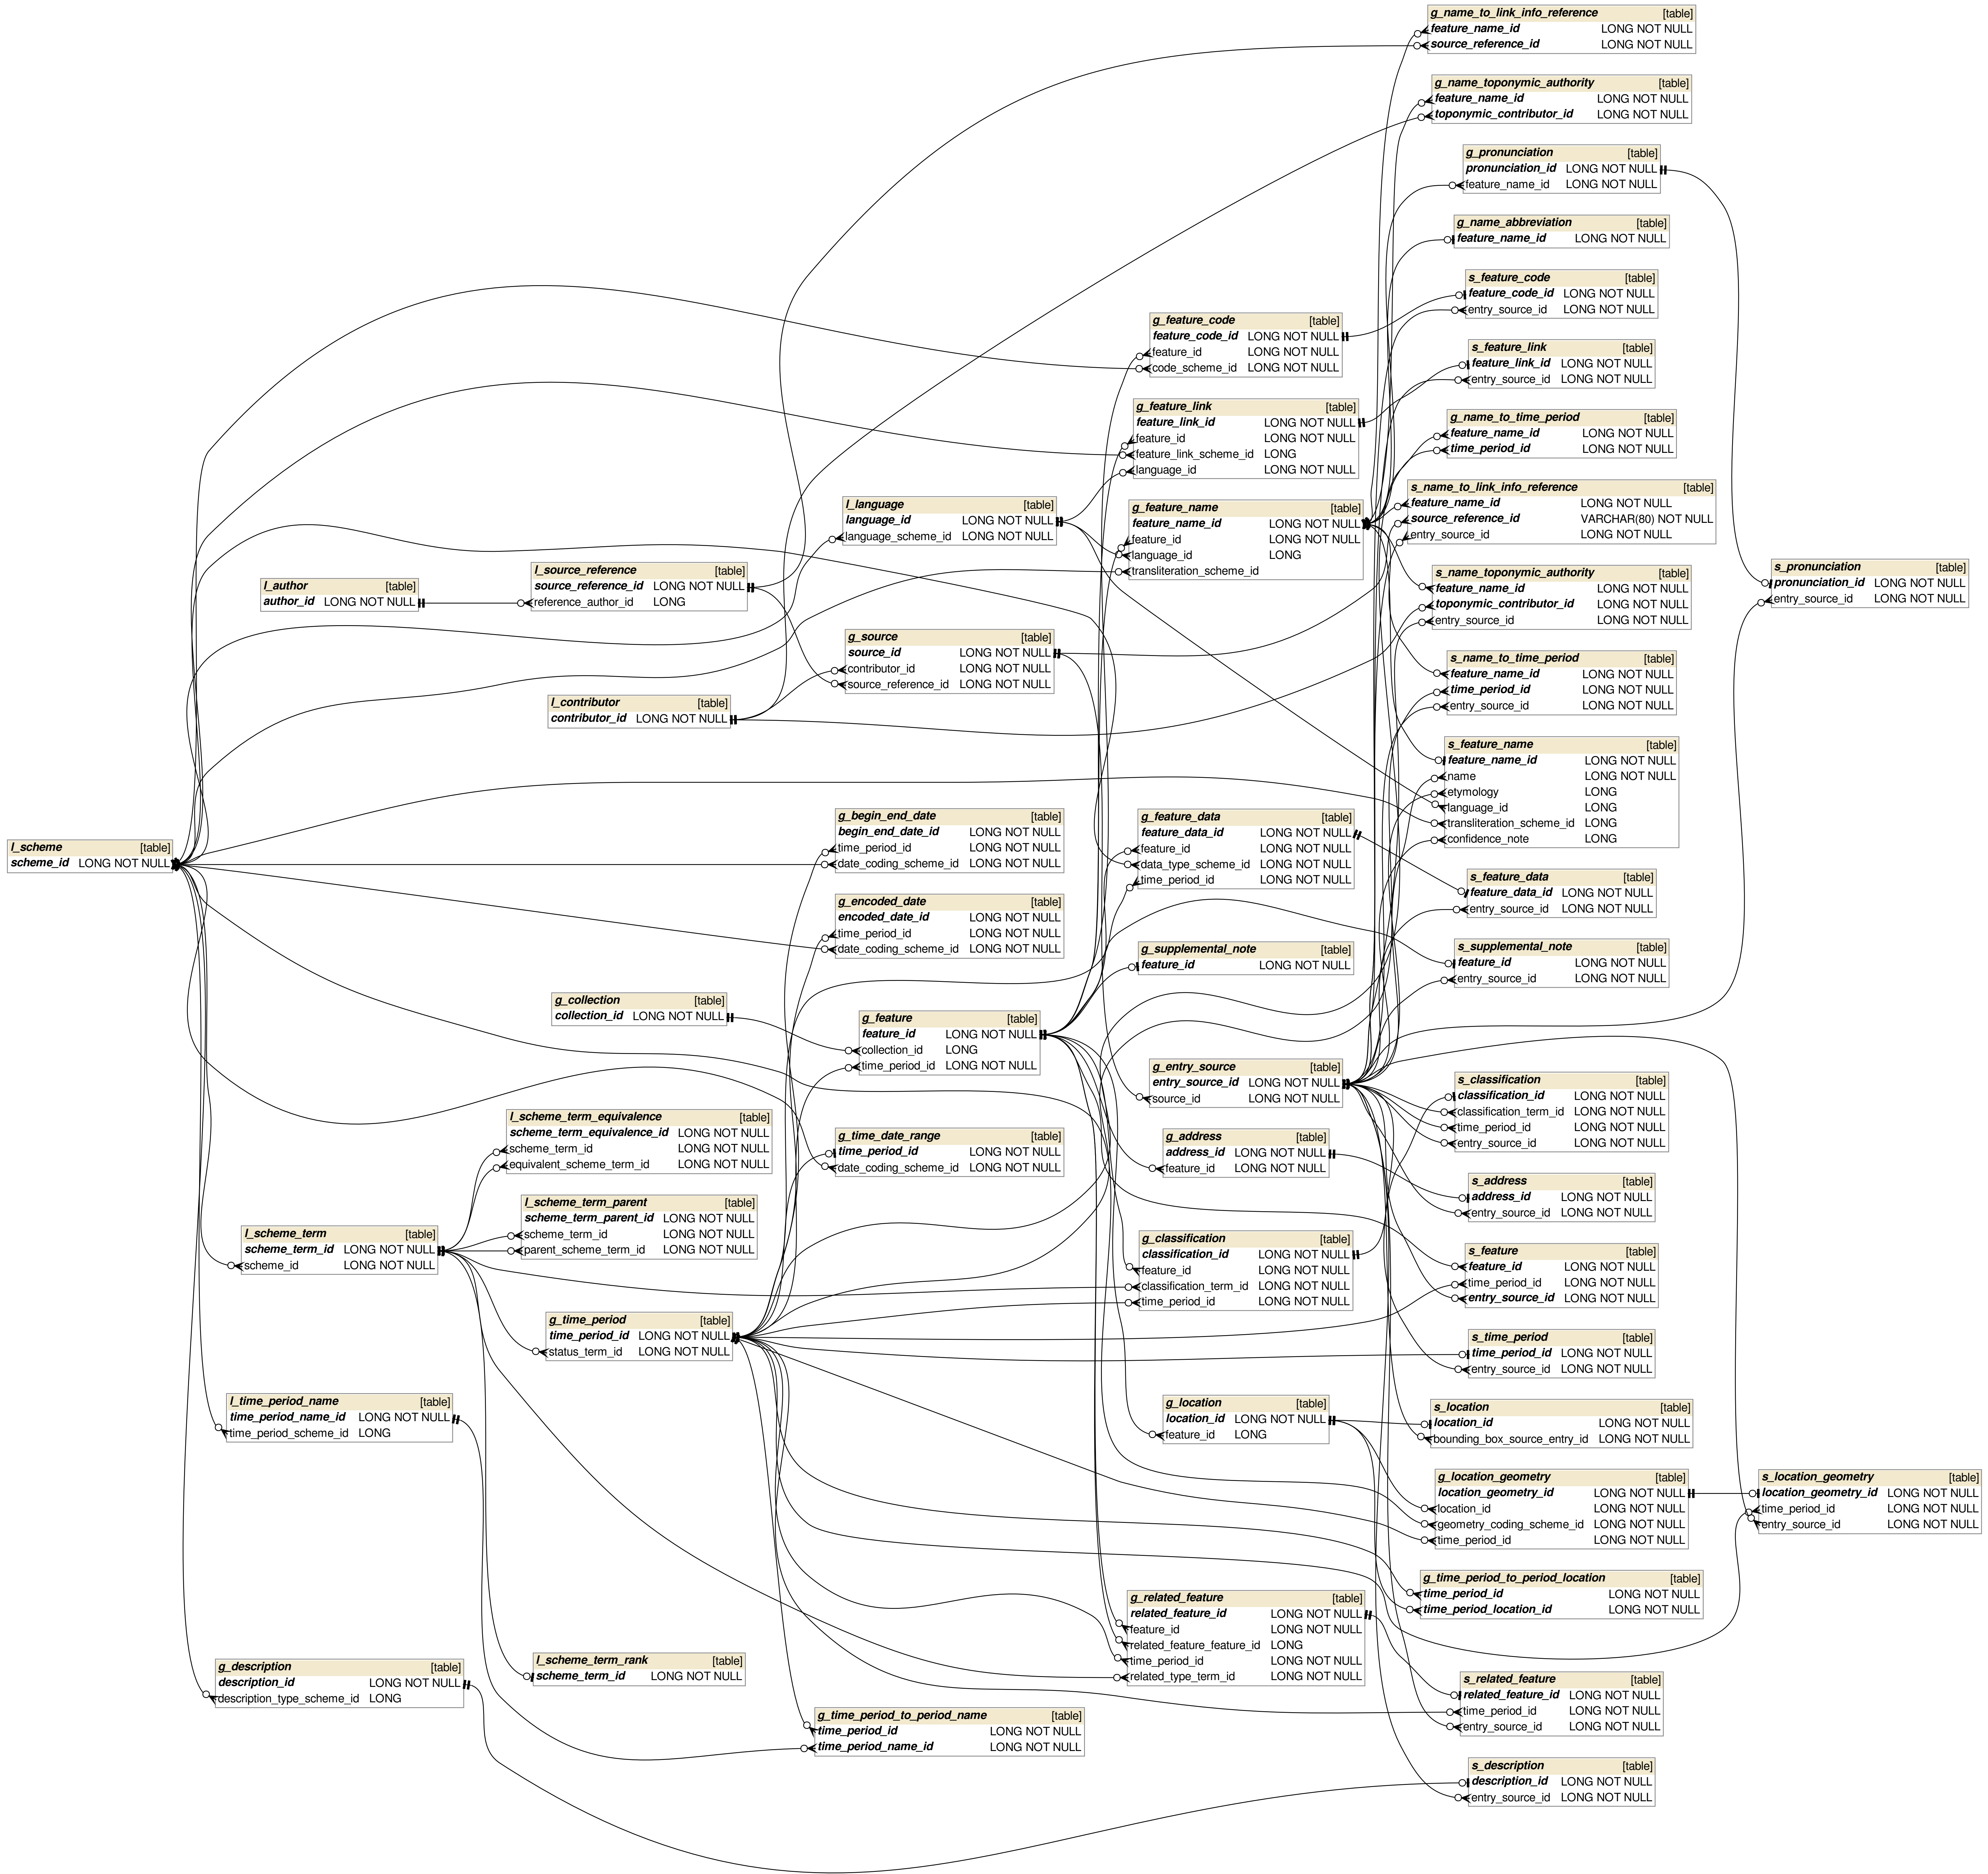 g_name_to_link_info_reference [table]
feature_name_id LONG NOT NULL
source_reference_id LONG NOT NULL
g_name_toponymic_authority [table]
feature_name_id LONG NOT NULL
toponymic_contributor_id LONG NOT NULL
g_pronunciation [table]
pronunciation_id LONG NOT NULL
feature_name_id LONG NOT NULL
g_name_abbreviation [table]
feature_name_id LONG NOT NULL
s_feature_code [table]
feature_code_id LONG NOT NULL
entry_source_id LONG NOT NULL
g_feature_code [table]
feature_code_id LONG NOT NULL
feature_id LONG NOT NULL
code_scheme_id LONG NOT NULL
s_feature_link [table]
feature_link_id LONG NOT NULL
entry_source_id LONG NOT NULL
g_feature_link [table]
feature_link_id LONG NOT NULL
feature_id LONG NOT NULL
feature_link_scheme_id LONG
language_id LONG NOT NULL
g_name_to_time_period [table]
feature_name_id LONG NOT NULL
time_period_id LONG NOT NULL
s_name_to_link_info_reference [table]
feature_name_id LONG NOT NULL
source_reference_id VARCHAR(80) NOT NULL
entry_source_id LONG NOT NULL
l_language [table]
language_id LONG NOT NULL
language_scheme_id LONG NOT NULL
g_feature_name [table]
feature_name_id LONG NOT NULL
feature_id LONG NOT NULL
language_id LONG
transliteration_scheme_id
l_author [table]
author_id LONG NOT NULL
l_source_reference [table]
source_reference_id LONG NOT NULL
reference_author_id LONG
s_name_toponymic_authority [table]
feature_name_id LONG NOT NULL
toponymic_contributor_id LONG NOT NULL
entry_source_id LONG NOT NULL
s_pronunciation [table]
pronunciation_id LONG NOT NULL
entry_source_id LONG NOT NULL
g_source [table]
source_id LONG NOT NULL
contributor_id LONG NOT NULL
source_reference_id LONG NOT NULL
s_name_to_time_period [table]
feature_name_id LONG NOT NULL
time_period_id LONG NOT NULL
entry_source_id LONG NOT NULL
l_contributor [table]
contributor_id LONG NOT NULL
s_feature_name [table]
feature_name_id LONG NOT NULL
name LONG NOT NULL
etymology LONG
language_id LONG
transliteration_scheme_id LONG
confidence_note LONG
l_scheme [table]
scheme_id LONG NOT NULL
g_begin_end_date [table]
begin_end_date_id LONG NOT NULL
time_period_id LONG NOT NULL
date_coding_scheme_id LONG NOT NULL
g_feature_data [table]
feature_data_id LONG NOT NULL
feature_id LONG NOT NULL
data_type_scheme_id LONG NOT NULL
time_period_id LONG NOT NULL
s_feature_data [table]
feature_data_id LONG NOT NULL
entry_source_id LONG NOT NULL
g_encoded_date [table]
encoded_date_id LONG NOT NULL
time_period_id LONG NOT NULL
date_coding_scheme_id LONG NOT NULL
g_supplemental_note [table]
feature_id LONG NOT NULL
s_supplemental_note [table]
feature_id LONG NOT NULL
entry_source_id LONG NOT NULL
g_collection [table]
collection_id LONG NOT NULL
g_feature [table]
feature_id LONG NOT NULL
collection_id LONG
time_period_id LONG NOT NULL
g_entry_source [table]
entry_source_id LONG NOT NULL
source_id LONG NOT NULL
s_classification [table]
classification_id LONG NOT NULL
classification_term_id LONG NOT NULL
time_period_id LONG NOT NULL
entry_source_id LONG NOT NULL
l_scheme_term_equivalence [table]
scheme_term_equivalence_id LONG NOT NULL
scheme_term_id LONG NOT NULL
equivalent_scheme_term_id LONG NOT NULL
g_time_date_range [table]
time_period_id LONG NOT NULL
date_coding_scheme_id LONG NOT NULL
g_address [table]
address_id LONG NOT NULL
feature_id LONG NOT NULL
s_address [table]
address_id LONG NOT NULL
entry_source_id LONG NOT NULL
l_scheme_term_parent [table]
scheme_term_parent_id LONG NOT NULL
scheme_term_id LONG NOT NULL
parent_scheme_term_id LONG NOT NULL
l_scheme_term [table]
scheme_term_id LONG NOT NULL
scheme_id LONG NOT NULL
g_classification [table]
classification_id LONG NOT NULL
feature_id LONG NOT NULL
classification_term_id LONG NOT NULL
time_period_id LONG NOT NULL
s_feature [table]
feature_id LONG NOT NULL
time_period_id LONG NOT NULL
entry_source_id LONG NOT NULL
g_time_period [table]
time_period_id LONG NOT NULL
status_term_id LONG NOT NULL
s_time_period [table]
time_period_id LONG NOT NULL
entry_source_id LONG NOT NULL
l_time_period_name [table]
time_period_name_id LONG NOT NULL
time_period_scheme_id LONG
g_location [table]
location_id LONG NOT NULL
feature_id LONG
s_location [table]
location_id LONG NOT NULL
bounding_box_source_entry_id LONG NOT NULL
g_location_geometry [table]
location_geometry_id LONG NOT NULL
location_id LONG NOT NULL
geometry_coding_scheme_id LONG NOT NULL
time_period_id LONG NOT NULL
s_location_geometry [table]
location_geometry_id LONG NOT NULL
time_period_id LONG NOT NULL
entry_source_id LONG NOT NULL
g_time_period_to_period_location [table]
time_period_id LONG NOT NULL
time_period_location_id LONG NOT NULL
g_related_feature [table]
related_feature_id LONG NOT NULL
feature_id LONG NOT NULL
related_feature_feature_id LONG
time_period_id LONG NOT NULL
related_type_term_id LONG NOT NULL
g_description [table]
description_id LONG NOT NULL
description_type_scheme_id LONG
l_scheme_term_rank [table]
scheme_term_id LONG NOT NULL
s_related_feature [table]
related_feature_id LONG NOT NULL
time_period_id LONG NOT NULL
entry_source_id LONG NOT NULL
g_time_period_to_period_name [table]
time_period_id LONG NOT NULL
time_period_name_id LONG NOT NULL
s_description [table]
description_id LONG NOT NULL
entry_source_id LONG NOT NULL